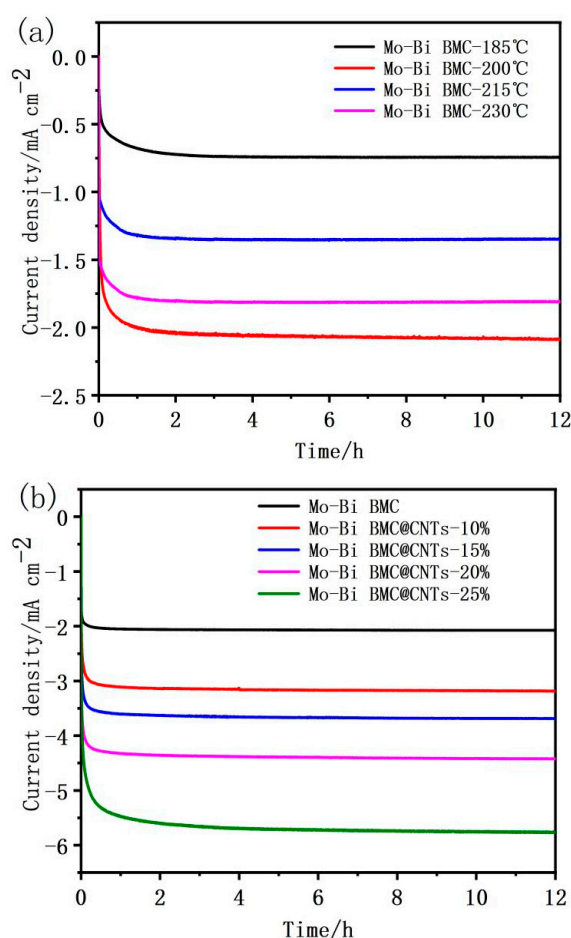 (a)
Mo-Bi BMC-185℃
Mo-Bi BMC-200℃
Mo-Bi BMC-215℃
Mo-Bi BMC-230℃
Current density/mA cm⁻²
0.0
-0.5
-1.0
-1.5
-2.0
-2.5
0 2 4 6 8 10 12
Time/h
(b)
Mo-Bi BMC
Mo-Bi BMC@CNTs-10%
Mo-Bi BMC@CNTs-15%
Mo-Bi BMC@CNTs-20%
Mo-Bi BMC@CNTs-25%
Current density/mA cm⁻²
0
-1
-2
-3
-4
-5
-6
0 2 4 6 8 10 12
Time/h